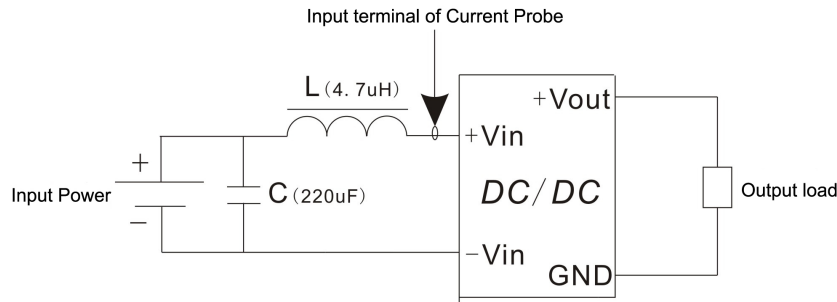 Input terminal of Current Probe
L(4.7uH)
+Vout
+
+Vin
Input Power
C(220uF)
DC/DC
Output load
−
−Vin
GND